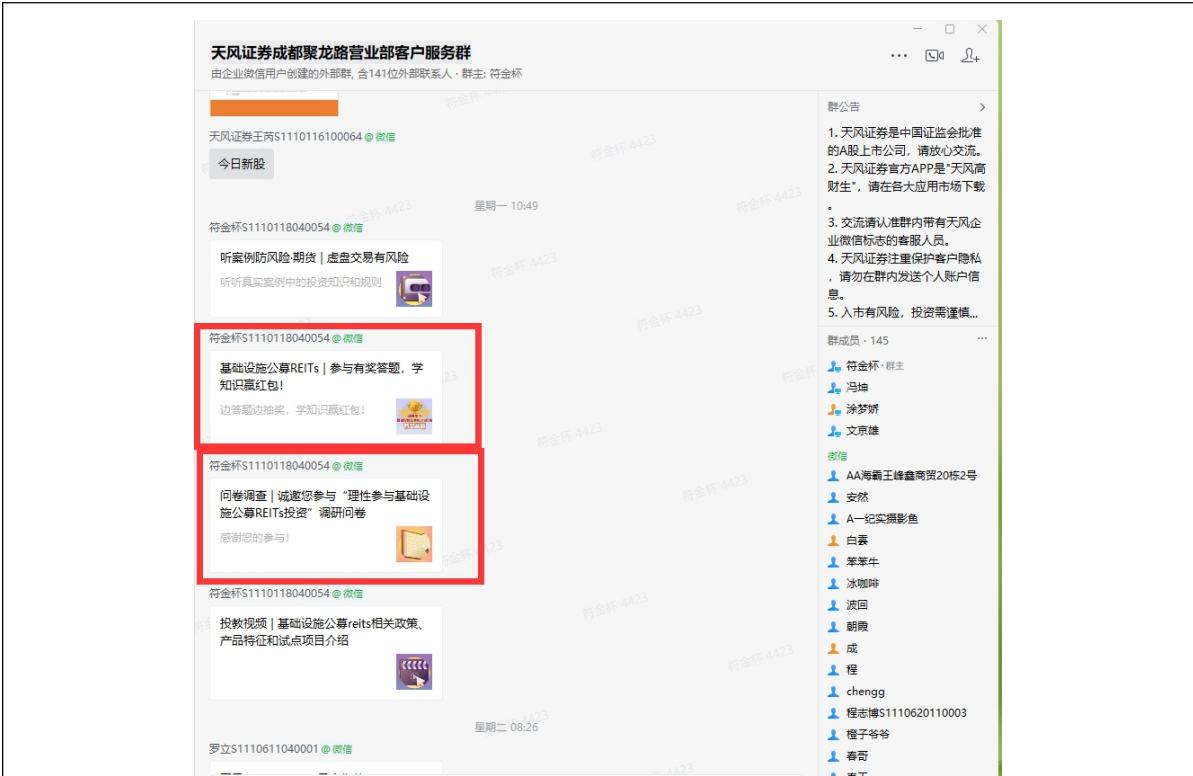 天风证券成都聚龙路营业部客户服务群
由企业微信用户创建的外部群, 含141位外部联系人 · 群主: 符金杯
天风证券王芮S1110116100064@微信
今日新股
星期一 10:49
符金杯S1110118040054@微信
听案例防风险·期货 | 虚盘交易有风险
听听真实案例中的投资知识和规则
符金杯S1110118040054@微信
基础设施公募REITs | 参与有奖答题，学
知识赢红包！
边答题边抽奖，学知识赢红包！
符金杯S1110118040054@微信
问卷调查 | 诚邀您参与“理性参与基础设
施公募REITs投资”调研问卷
感谢您的参与！
符金杯S1110118040054@微信
投教视频 | 基础设施公募reits相关政策、
产品特征和试点项目介绍
星期二 08:26
罗立S1110611040001@微信
群公告
1. 天风证券是中国证监会批准
的A股上市公司，请放心交流。
2. 天风证券官方APP是"天风高
财生"，请在各大应用市场下载
。
3. 交流请认准群内带有天风企
业微信标志的客服人员。
4. 天风证券注重保护客户隐私
，请勿在群内发送个人账户信
息。
5. 入市有风险，投资需谨慎...
群成员 · 145
符金杯 · 群主
冯坤
涂梦娇
文京雄
微信
AA海霸王峰鑫商贸20栋2号
安然
A一纪实摄影鱼
白雲
笨笨牛
冰咖啡
波回
朝霞
成
程
chengg
程志博S1110620110003
橙子爷爷
春哥
符金杯 4423